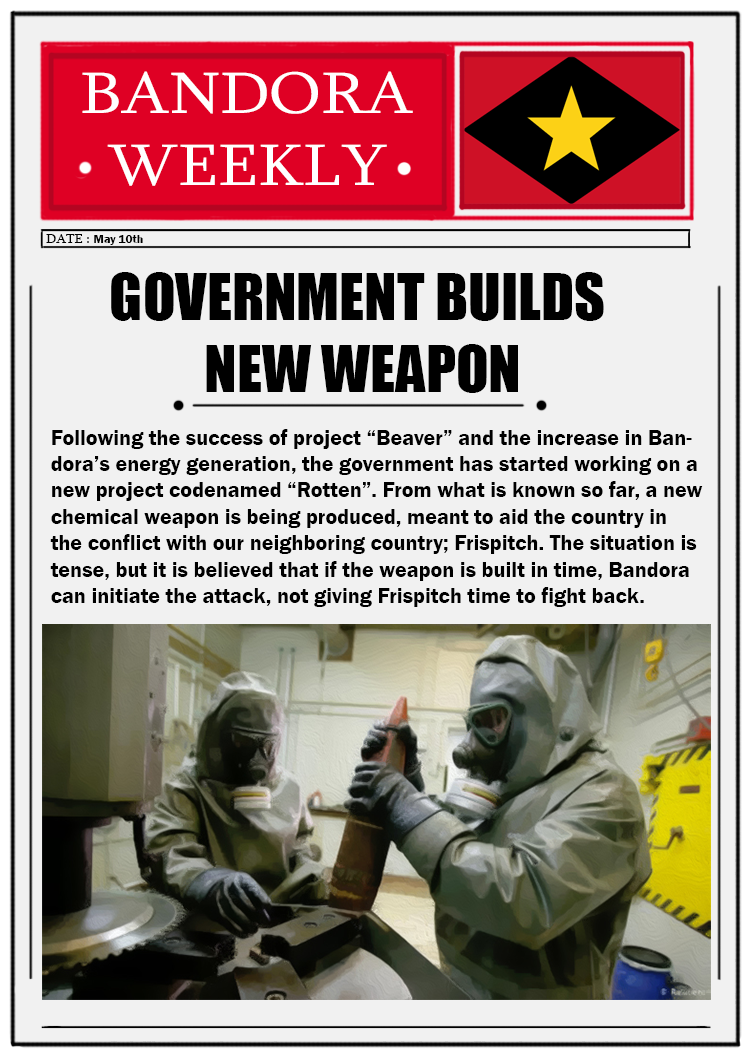 BANDORA
• WEEKLY •
DATE : May 10th
GOVERNMENT BUILDS
NEW WEAPON
Following the success of project “Beaver” and the increase in Ban-
dora’s energy generation, the government has started working on a
new project codenamed “Rotten”. From what is known so far, a new
chemical weapon is being produced, meant to aid the country in
the conflict with our neighboring country; Frispitch. The situation is
tense, but it is believed that if the weapon is built in time, Bandora
can initiate the attack, not giving Frispitch time to fight back.